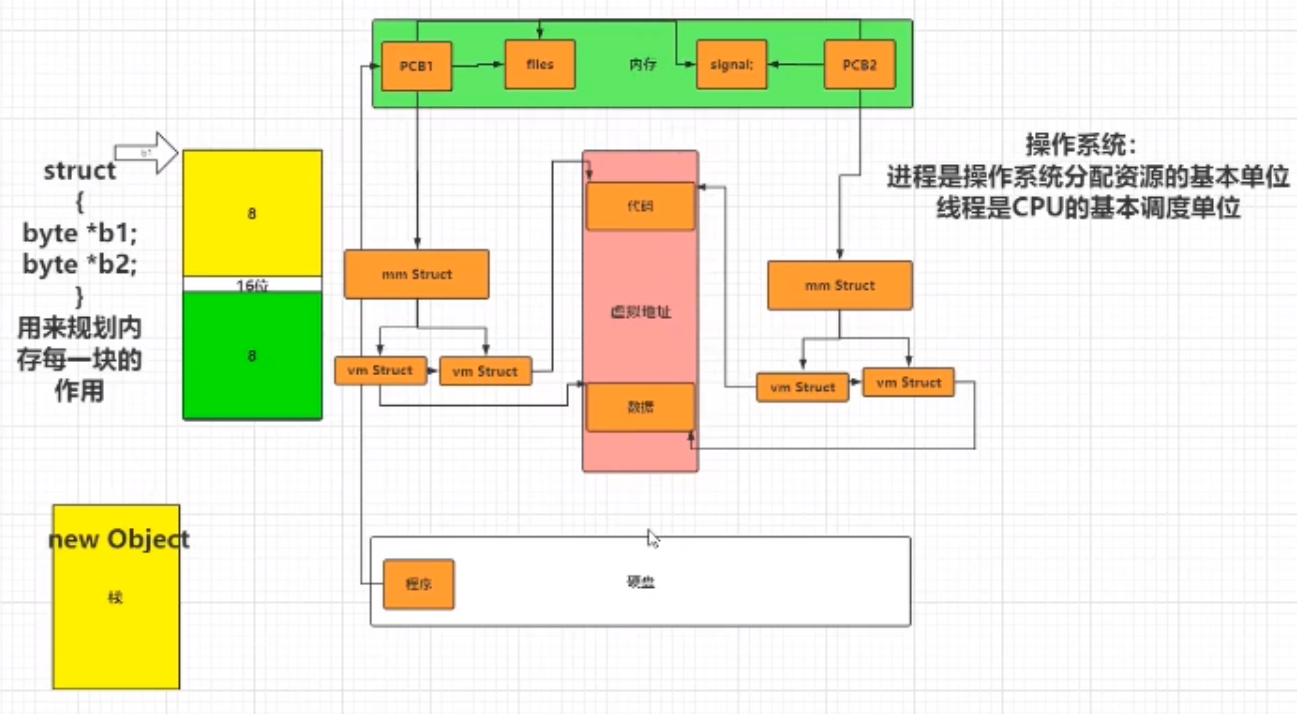 PCB1
files
内存
signal:
PCB2
b1
struct
{
byte *b1;
byte *b2;
}
用来规划内
存每一块的
作用
8
16位
8
mm Struct
vm Struct
vm Struct
代码
虚拟地址
数据
mm Struct
vm Struct
vm Struct
操作系统：
进程是操作系统分配资源的基本单位
线程是CPU的基本调度单位
new Object
栈
程序
硬盘